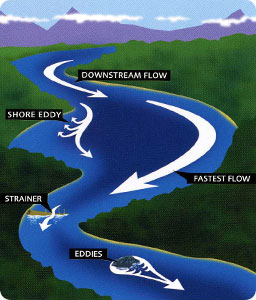 DOWNSTREAM FLOW
SHORE EDDY
FASTEST FLOW
STRAINER
EDDIES